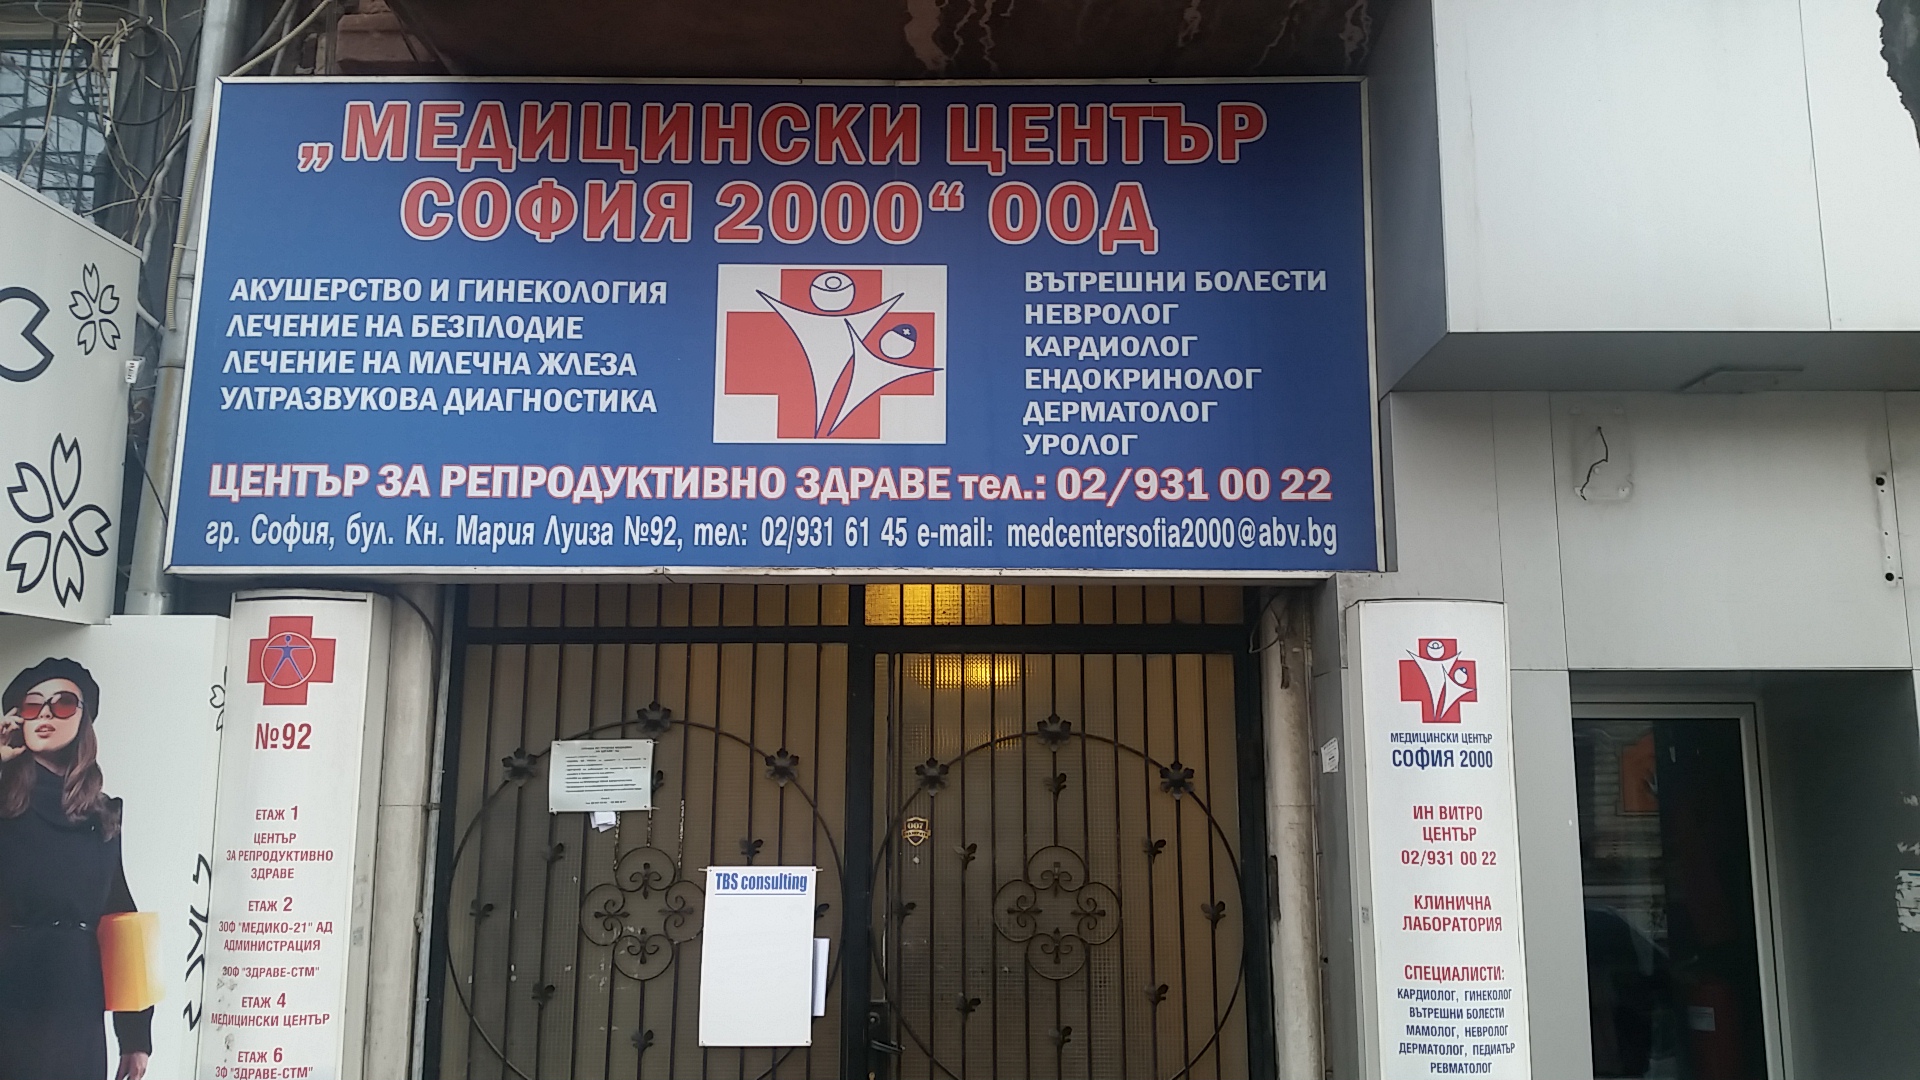 „МЕДИЦИНСКИ ЦЕНТЪР
СОФИЯ 2000“ ООД
АКУШЕРСТВО И ГИНЕКОЛОГИЯ
ЛЕЧЕНИЕ НА БЕЗПЛОДИЕ
ЛЕЧЕНИЕ НА МЛЕЧНА ЖЛЕЗА
УЛТРАЗВУКОВА ДИАГНОСТИКА
ВЪТРЕШНИ БОЛЕСТИ
НЕВРОЛОГ
КАРДИОЛОГ
ЕНДОКРИНОЛОГ
ДЕРМАТОЛОГ
УРОЛОГ
ЦЕНТЪР ЗА РЕПРОДУКТИВНО ЗДРАВЕ тел.: 02/931 00 22
гр. София, бул. Кн. Мария Луиза №92, тел: 02/931 61 45 e-mail: medcentersofia2000@abv.bg
№92
ЕТАЖ 1
ЦЕНТЪР
ЗА РЕПРОДУКТИВНО
ЗДРАВЕ
ЕТАЖ 2
ЗОФ "МЕДИКО-21" АД
АДМИНИСТРАЦИЯ
ЗОФ "ЗДРАВЕ-СТМ"
ЕТАЖ 4
МЕДИЦИНСКИ ЦЕНТЪР
ЕТАЖ 6
ЗФ "ЗДРАВЕ-СТМ"
TBS consulting
007
МЕДИЦИНСКИ ЦЕНТЪР
СОФИЯ 2000
ИН ВИТРО
ЦЕНТЪР
02/931 00 22
КЛИНИЧНА
ЛАБОРАТОРИЯ
СПЕЦИАЛИСТИ:
КАРДИОЛОГ, ГИНЕКОЛОГ
ВЪТРЕШНИ БОЛЕСТИ
МАМОЛОГ, НЕВРОЛОГ
ДЕРМАТОЛОГ, ПЕДИАТЪР
РЕВМАТОЛОГ